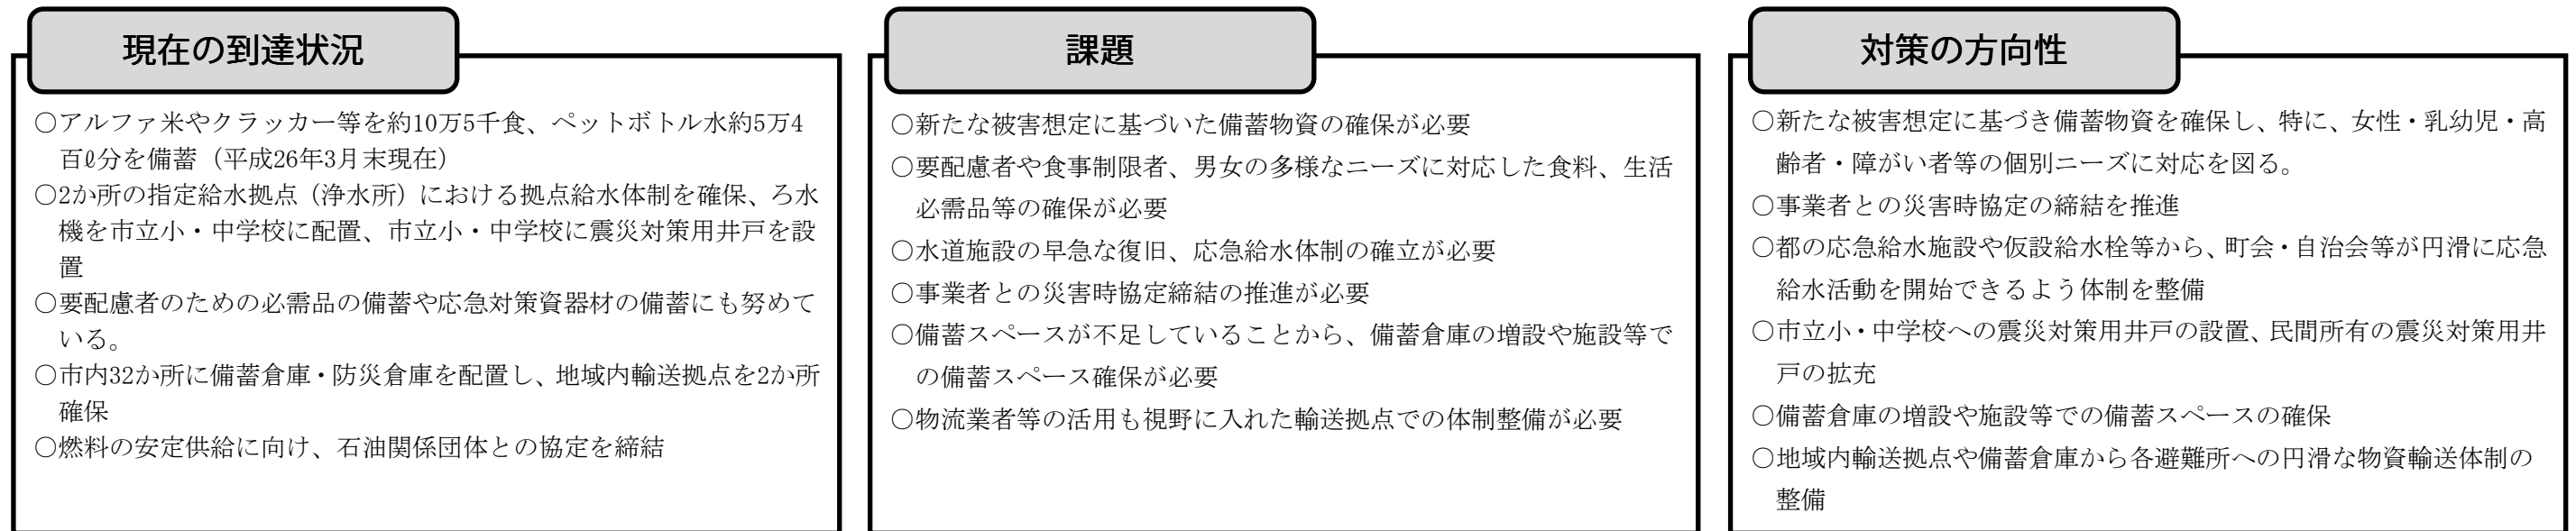 現在の到達状況
○アルファ米やクラッカー等を約10万5千食、ペットボトル水約5万4
百ℓ分を備蓄（平成26年3月末現在）
○2か所の指定給水拠点（浄水所）における拠点給水体制を確保、ろ水
機を市立小・中学校に配置、市立小・中学校に震災対策用井戸を設
置
○要配慮者のための必需品の備蓄や応急対策資器材の備蓄にも努めて
いる。
○市内32か所に備蓄倉庫・防災倉庫を配置し、地域内輸送拠点を2か所
確保
○燃料の安定供給に向け、石油関係団体との協定を締結
課題
○新たな被害想定に基づいた備蓄物資の確保が必要
○要配慮者や食事制限者、男女の多様なニーズに対応した食料、生活
必需品等の確保が必要
○水道施設の早急な復旧、応急給水体制の確立が必要
○事業者との災害時協定締結の推進が必要
○備蓄スペースが不足していることから、備蓄倉庫の増設や施設等で
の備蓄スペース確保が必要
○物流業者等の活用も視野に入れた輸送拠点での体制整備が必要
対策の方向性
○新たな被害想定に基づき備蓄物資を確保し、特に、女性・乳幼児・高
齢者・障がい者等の個別ニーズに対応を図る。
○事業者との災害時協定の締結を推進
○都の応急給水施設や仮設給水栓等から、町会・自治会等が円滑に応急
給水活動を開始できるよう体制を整備
○市立小・中学校への震災対策用井戸の設置、民間所有の震災対策用井
戸の拡充
○備蓄倉庫の増設や施設等での備蓄スペースの確保
○地域内輸送拠点や備蓄倉庫から各避難所への円滑な物資輸送体制の
整備